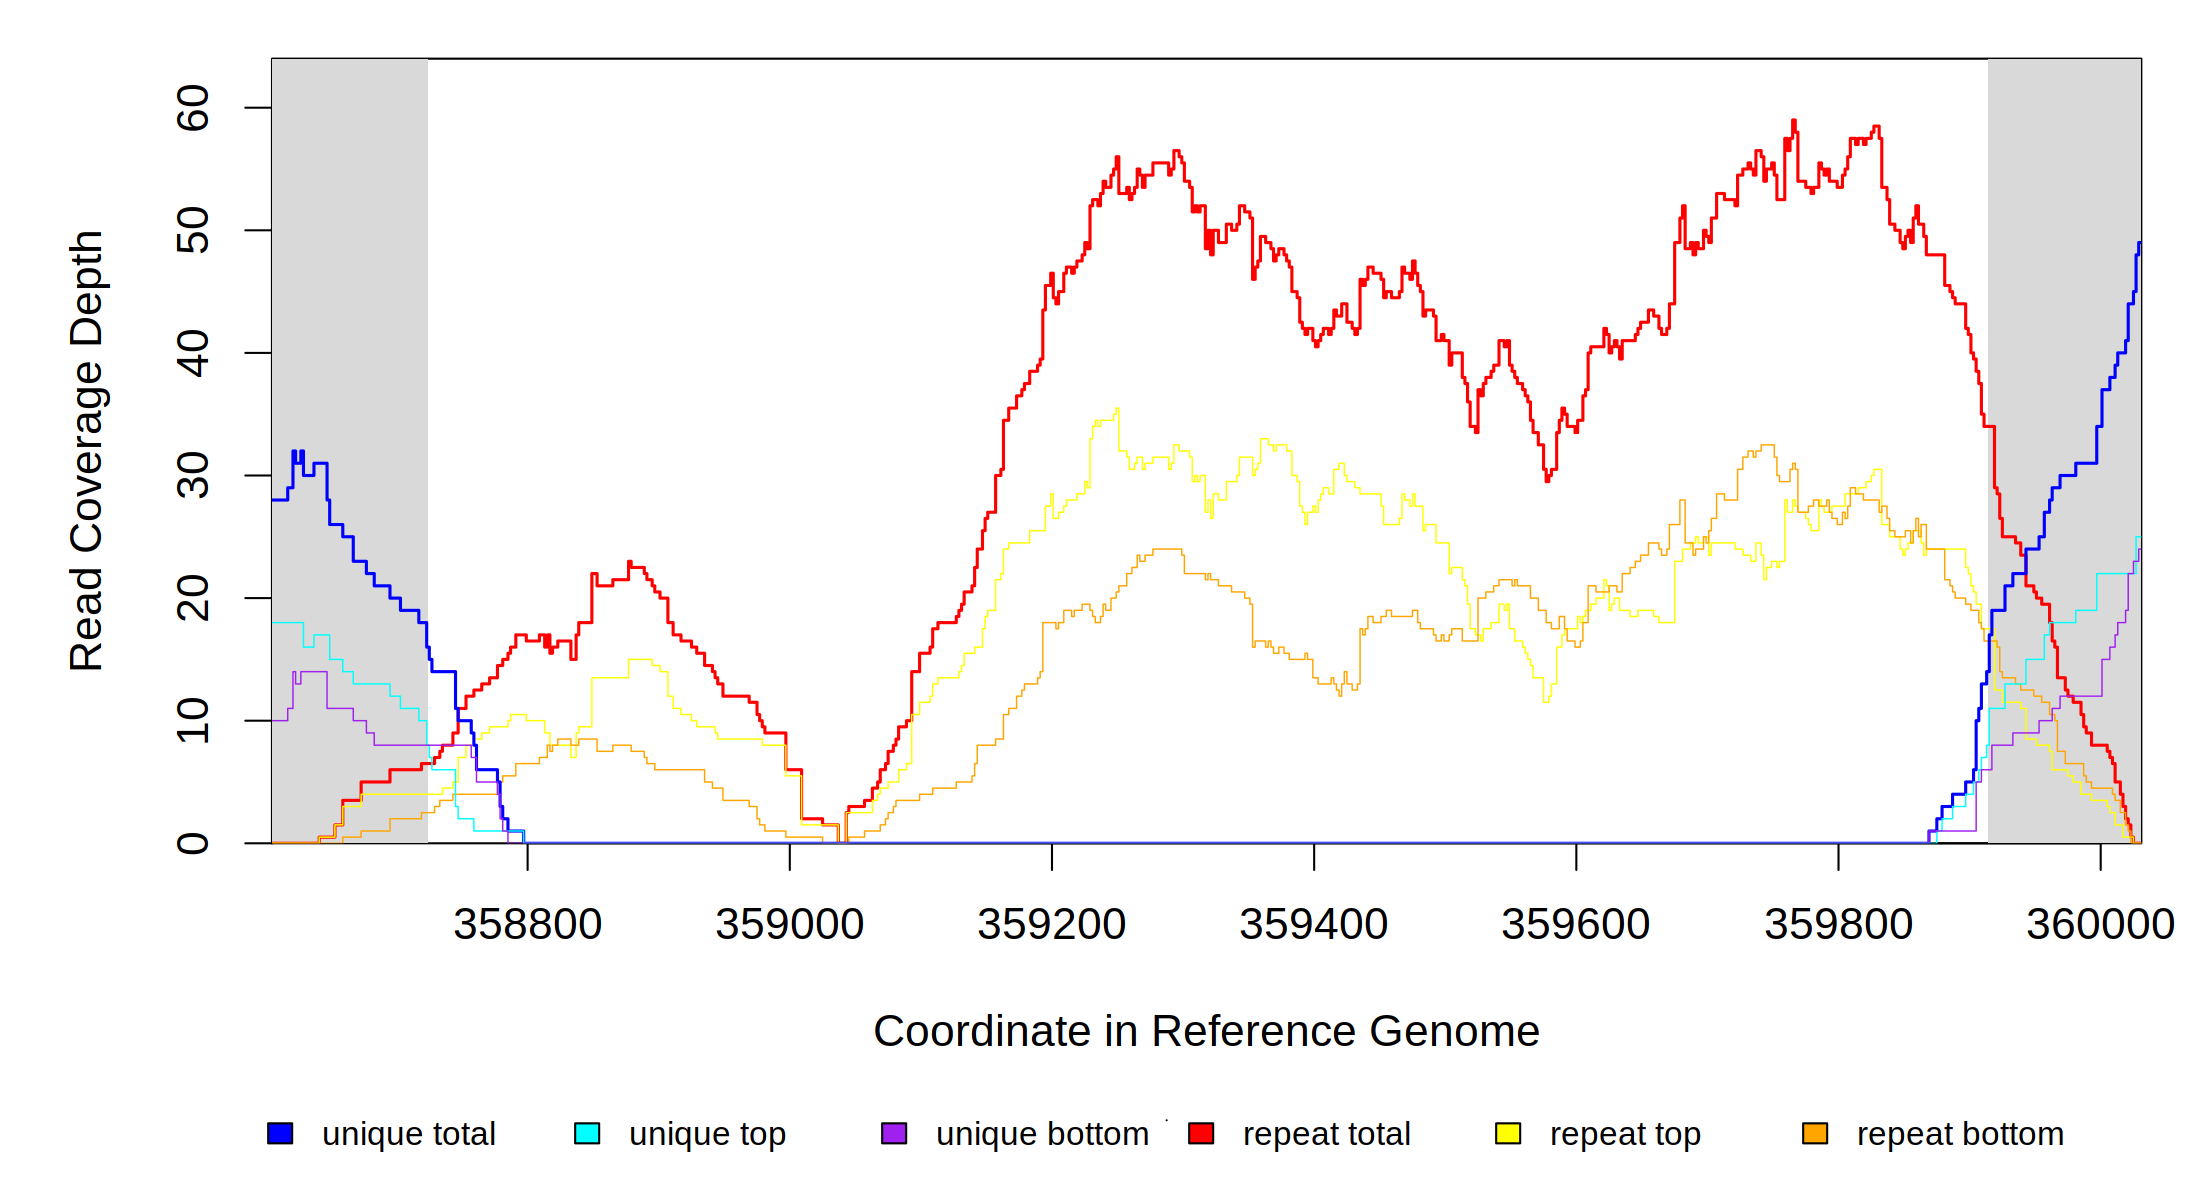 Read Coverage Depth
60
50
40
30
20
10
0
358800 359000 359200 359400 359600 359800 360000
Coordinate in Reference Genome
unique total unique top unique bottom repeat total repeat top repeat bottom